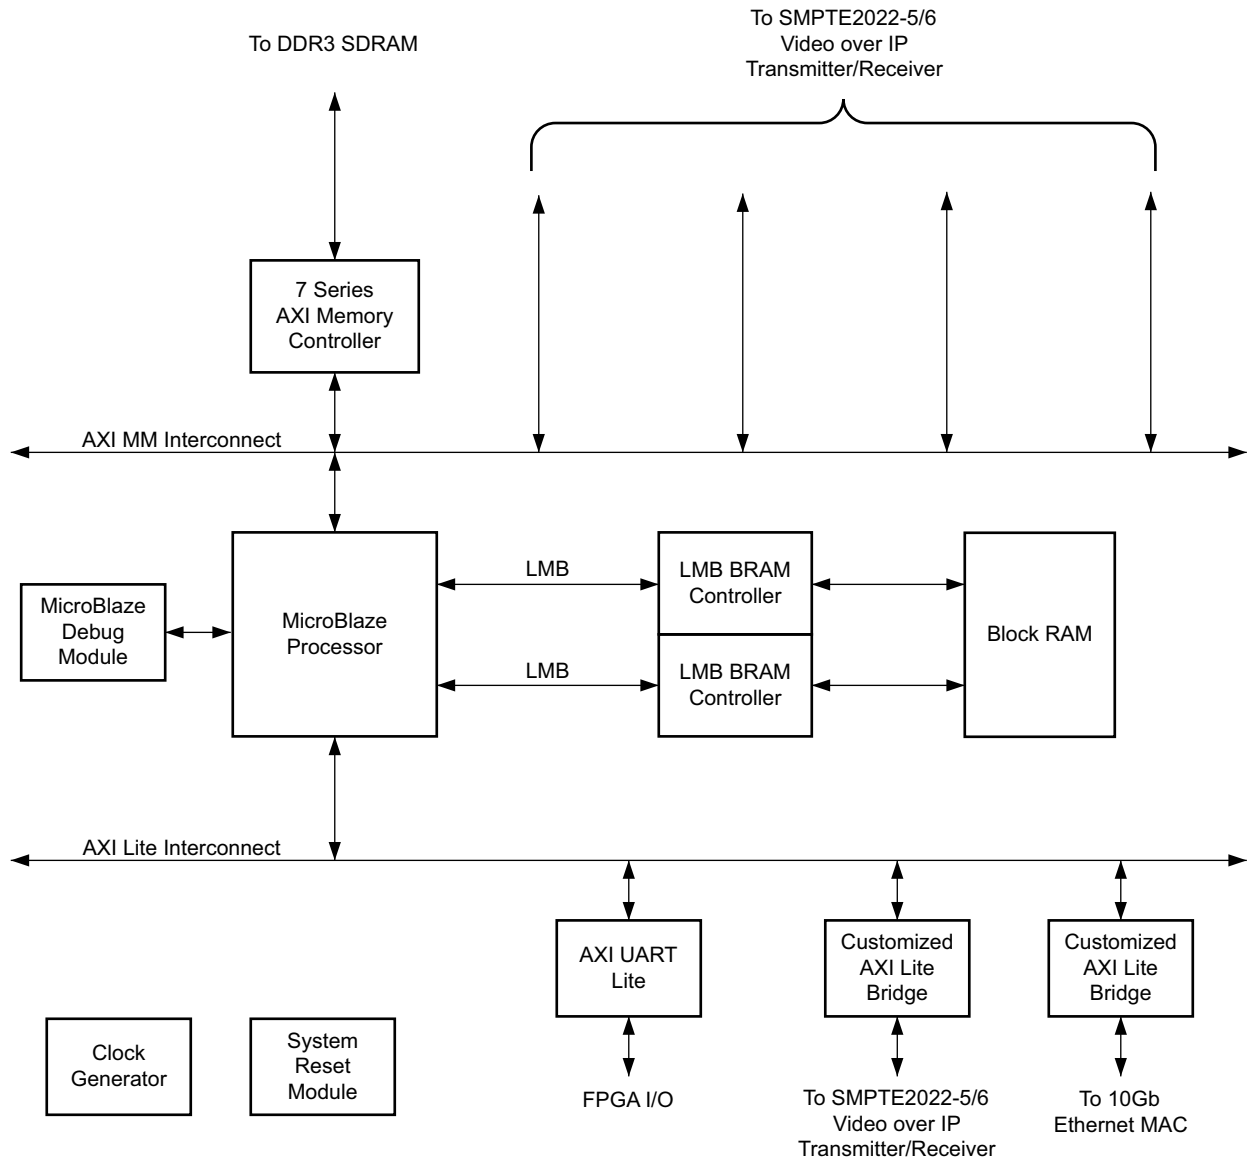 To SMPTE2022-5/6
Video over IP
Transmitter/Receiver
To DDR3 SDRAM
7 Series
AXI Memory
Controller
AXI MM Interconnect
MicroBlaze
Debug
Module
MicroBlaze
Processor
LMB
LMB
LMB BRAM
Controller
LMB BRAM
Controller
Block RAM
AXI Lite Interconnect
AXI UART
Lite
Customized
AXI Lite
Bridge
Customized
AXI Lite
Bridge
Clock
Generator
System
Reset
Module
FPGA I/O
To SMPTE2022-5/6
Video over IP
Transmitter/Receiver
To 10Gb
Ethernet MAC